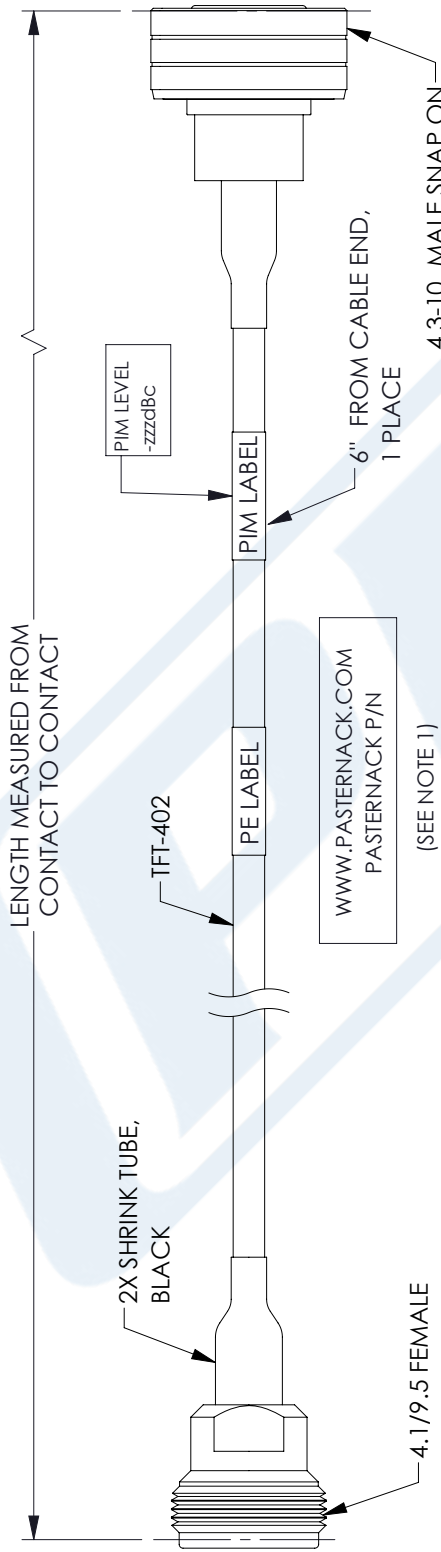 LENGTH MEASURED FROM
CONTACT TO CONTACT
2X SHRINK TUBE,
BLACK
TFT-402
PIM LEVEL
-zzzdBc
PE LABEL
PIM LABEL
6" FROM CABLE END,
1 PLACE
WWW.PASTERNACK.COM
PASTERNACK P/N
(SEE NOTE 1)
4.1/9.5 FEMALE
4.3-10 MALE SNAP ON